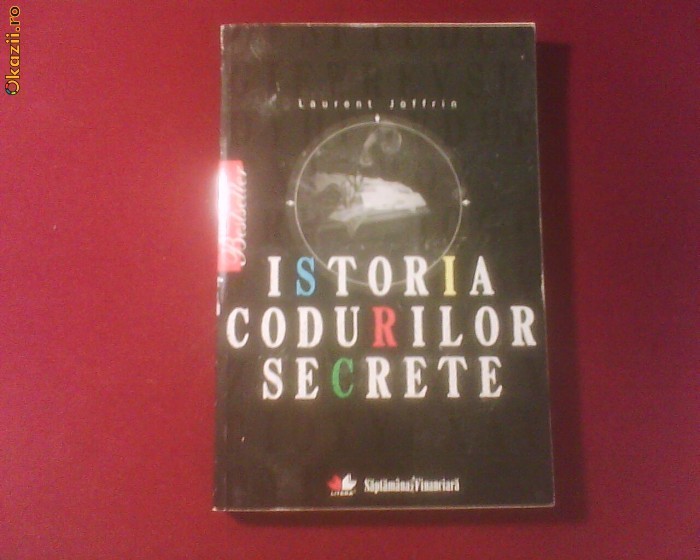 Okazii.ro
Laurent Joffrin
Bestseller
ISTORIA
CODURILOR
SECRETE
LITERA
Săptămâna Financiară